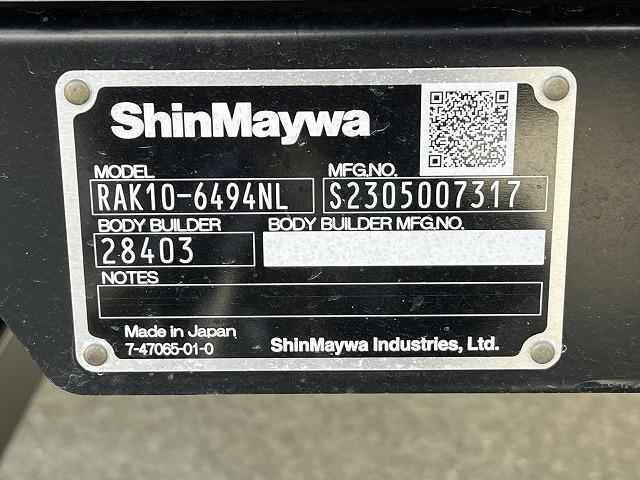 ShinMaywa
MODEL MFG.NO.
RAK10-6494NL S2305007317
BODY BUILDER BODY BUILDER MFG.NO.
28403
NOTES
Made in Japan
7-47065-01-0 ShinMaywa Industries, Ltd.